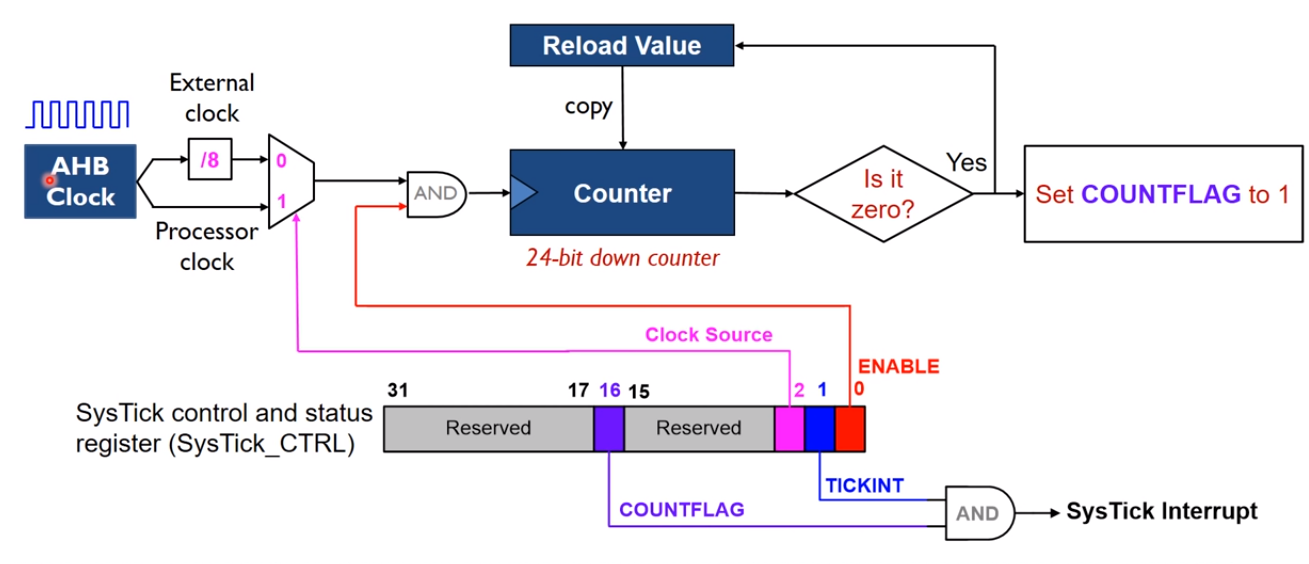 Reload Value
External
clock
copy
AHB
Clock
/8
0
1
AND
Counter
Is it
zero?
Yes
Set COUNTFLAG to 1
Processor
clock
24-bit down counter
Clock Source
ENABLE
31 17 16 15 2 1 0
SysTick control and status
register (SysTick_CTRL)
Reserved Reserved
TICKINT
COUNTFLAG
AND
SysTick Interrupt